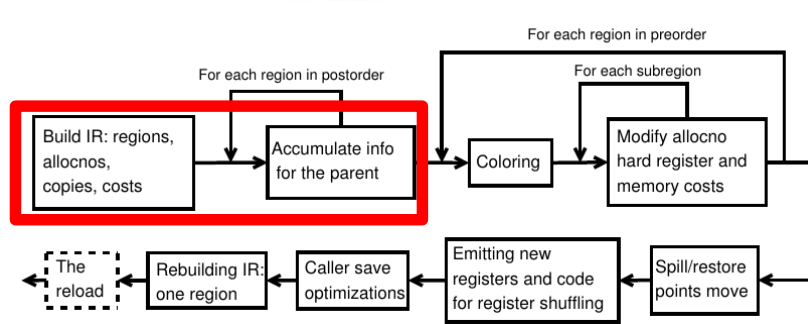 For each region in preorder
For each region in postorder
For each subregion
Build IR: regions,
allocnos,
copies, costs
Accumulate info
for the parent
Coloring
Modify allocno
hard register and
memory costs
The
reload
Rebuilding IR:
one region
Caller save
optimizations
Emitting new
registers and code
for register shuffling
Spill/restore
points move